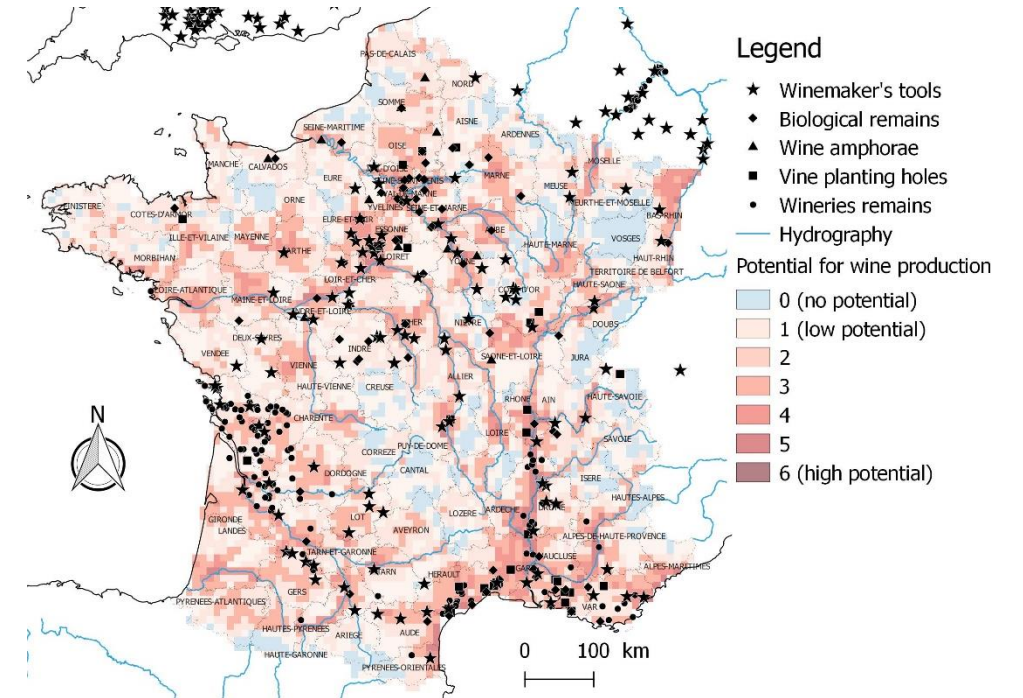 PAS-DE-CALAIS
NORD
SOMME
AISNE
SEINE-MARITIME
ARDENNES
OISE
MANCHE
CALVADOS
MOSELLE
EURE
MARNE
MEUSE
ORNE
YVELINES
SEINE-ET-MARNE
MEURTHE-ET-MOSELLE
BAS-RHIN
FINISTERE
COTES-D'ARMOR
EURE-ET-LOIR
ESSONNE
AUBE
VOSGES
ILLE-ET-VILAINE
MAYENNE
HAUTE-MARNE
SARTHE
LOIRET
YONNE
HAUT-RHIN
MORBIHAN
TERRITOIRE DE BELFORT
LOIR-ET-CHER
HAUTE-SAONE
LOIRE-ATLANTIQUE
MAINE-ET-LOIRE
COTE-D'OR
INDRE-ET-LOIRE
CHER
NIEVRE
DOUBS
DEUX-SEVRES
INDRE
VENDEE
SAONE-ET-LOIRE
JURA
VIENNE
ALLIER
HAUTE-VIENNE
CREUSE
RHONE
AIN
HAUTE-SAVOIE
CHARENTE
LOIRE
PUY-DE-DOME
SAVOIE
CORREZE
CANTAL
DORDOGNE
ISERE
HAUTES-ALPES
LOZERE
ARDECHE
DROME
GIRONDE
LOT
LANDES
AVEYRON
ALPES-DE-HAUTE-PROVENCE
TARN-ET-GARONNE
VAUCLUSE
GARD
ALPES-MARITIMES
TARN
HERAULT
GERS
VAR
PYRENEES-ATLANTIQUES
HAUTES-PYRENEES
AUDE
ARIEGE
HAUTE-GARONNE
PYRENEES-ORIENTALES
N
0 100 km
Legend
Winemaker's tools
Biological remains
Wine amphorae
Vine planting holes
Wineries remains
Hydrography
Potential for wine production
0 (no potential)
1 (low potential)
2
3
4
5
6 (high potential)